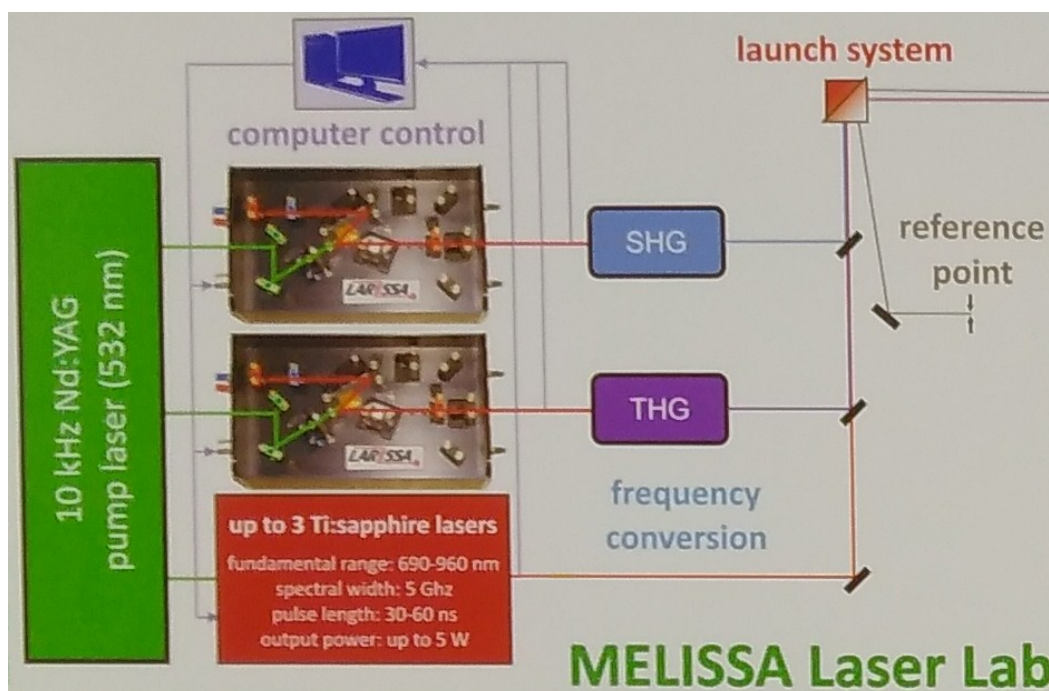 launch system
computer control
10 kHz Nd:YAG
pump laser (532 nm)
LARISSA
SHG
reference
point
LARISSA
THG
frequency
conversion
up to 3 Ti:sapphire lasers
fundamental range: 690-960 nm
spectral width: 5 Ghz
pulse length: 30-60 ns
output power: up to 5 W
MELISSA Laser Lab